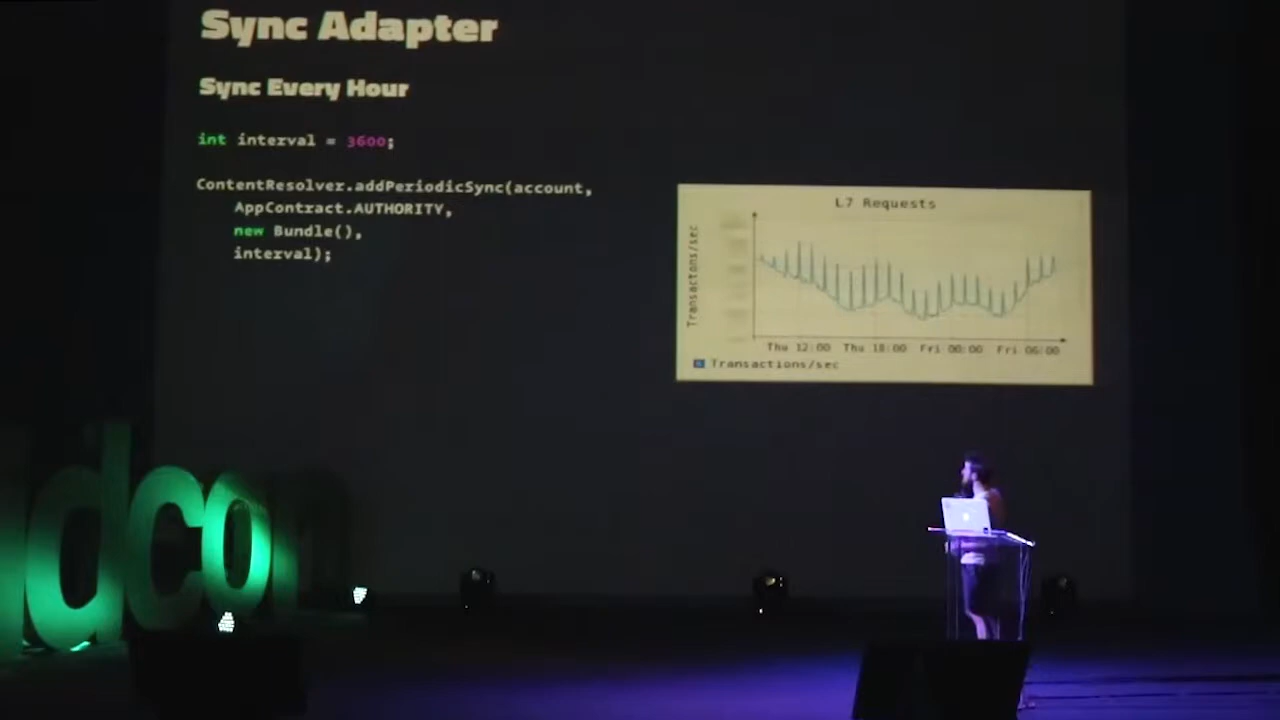 Sync Adapter
Sync Every Hour
int interval = 3600;
ContentResolver.addPeriodicSync(account,
AppContract.AUTHORITY,
new Bundle(),
interval);
L7 Requests
Transactons/sec
Thu 12:00 Thu 18:00 Fri 00:00 Fri 06:00
Transactions/sec
dcon